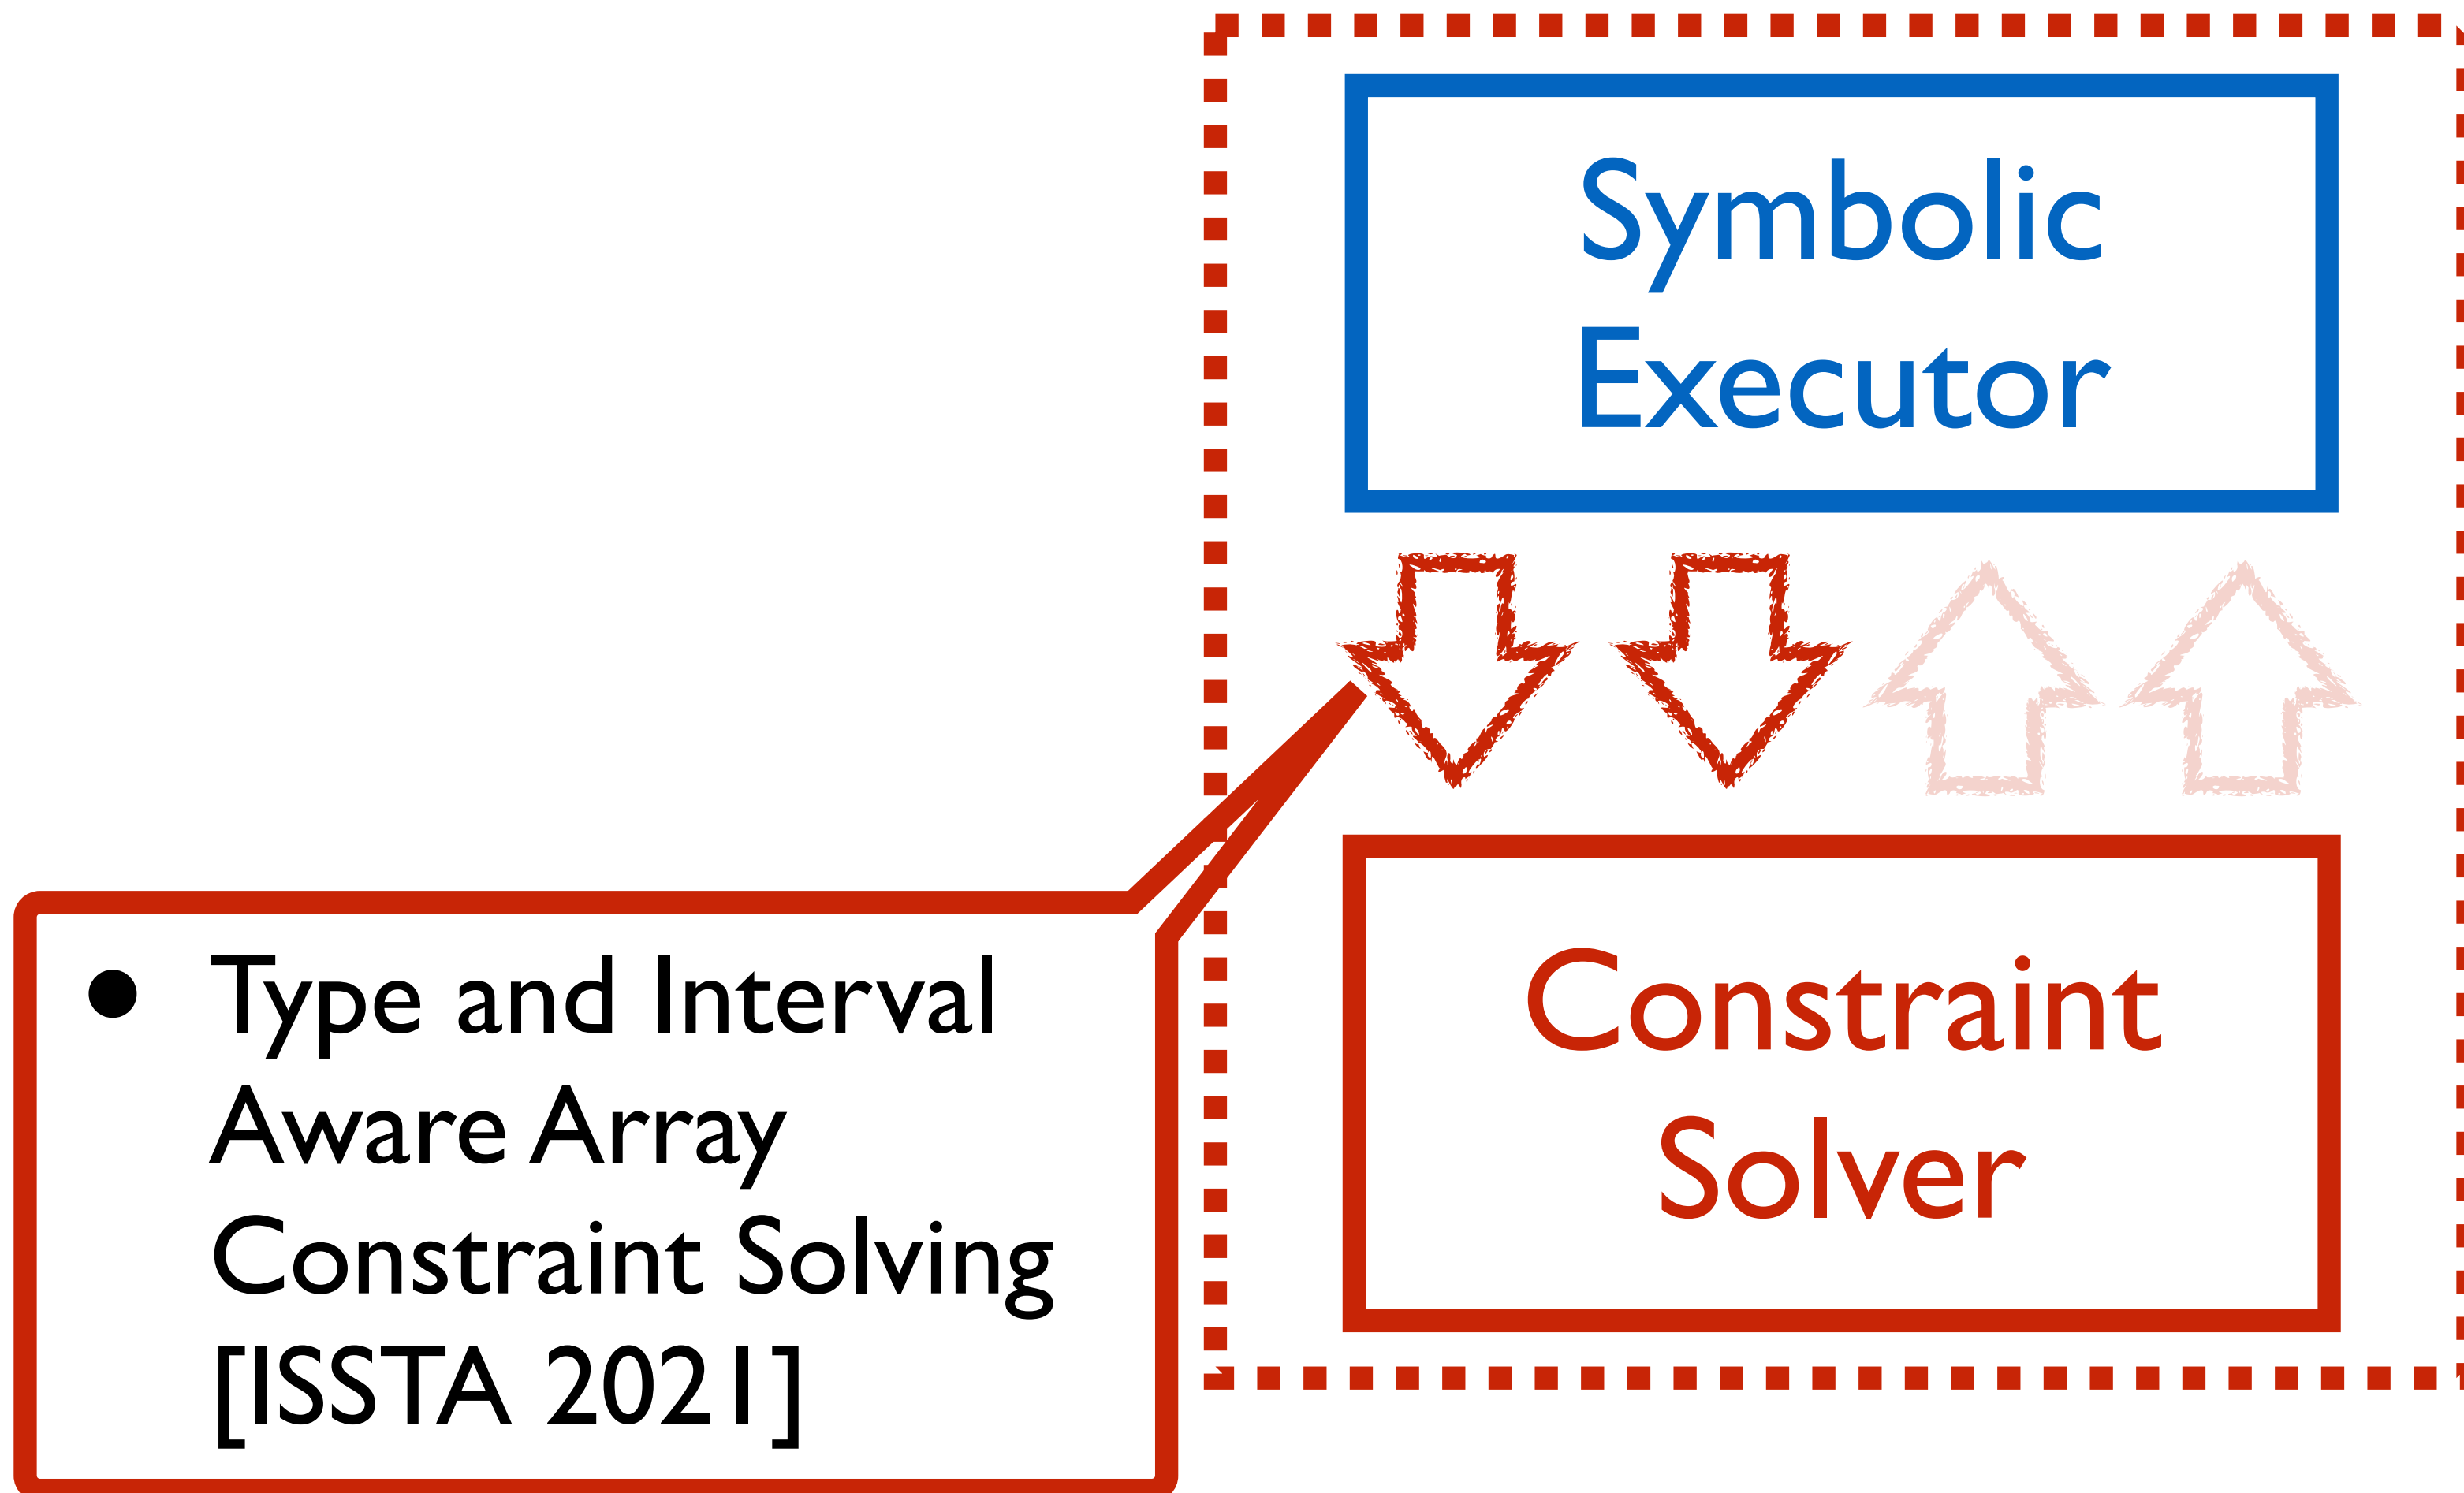 Symbolic
Executor
Constraint
Solver
• Type and Interval
Aware Array
Constraint Solving
[ISSTA 2021]